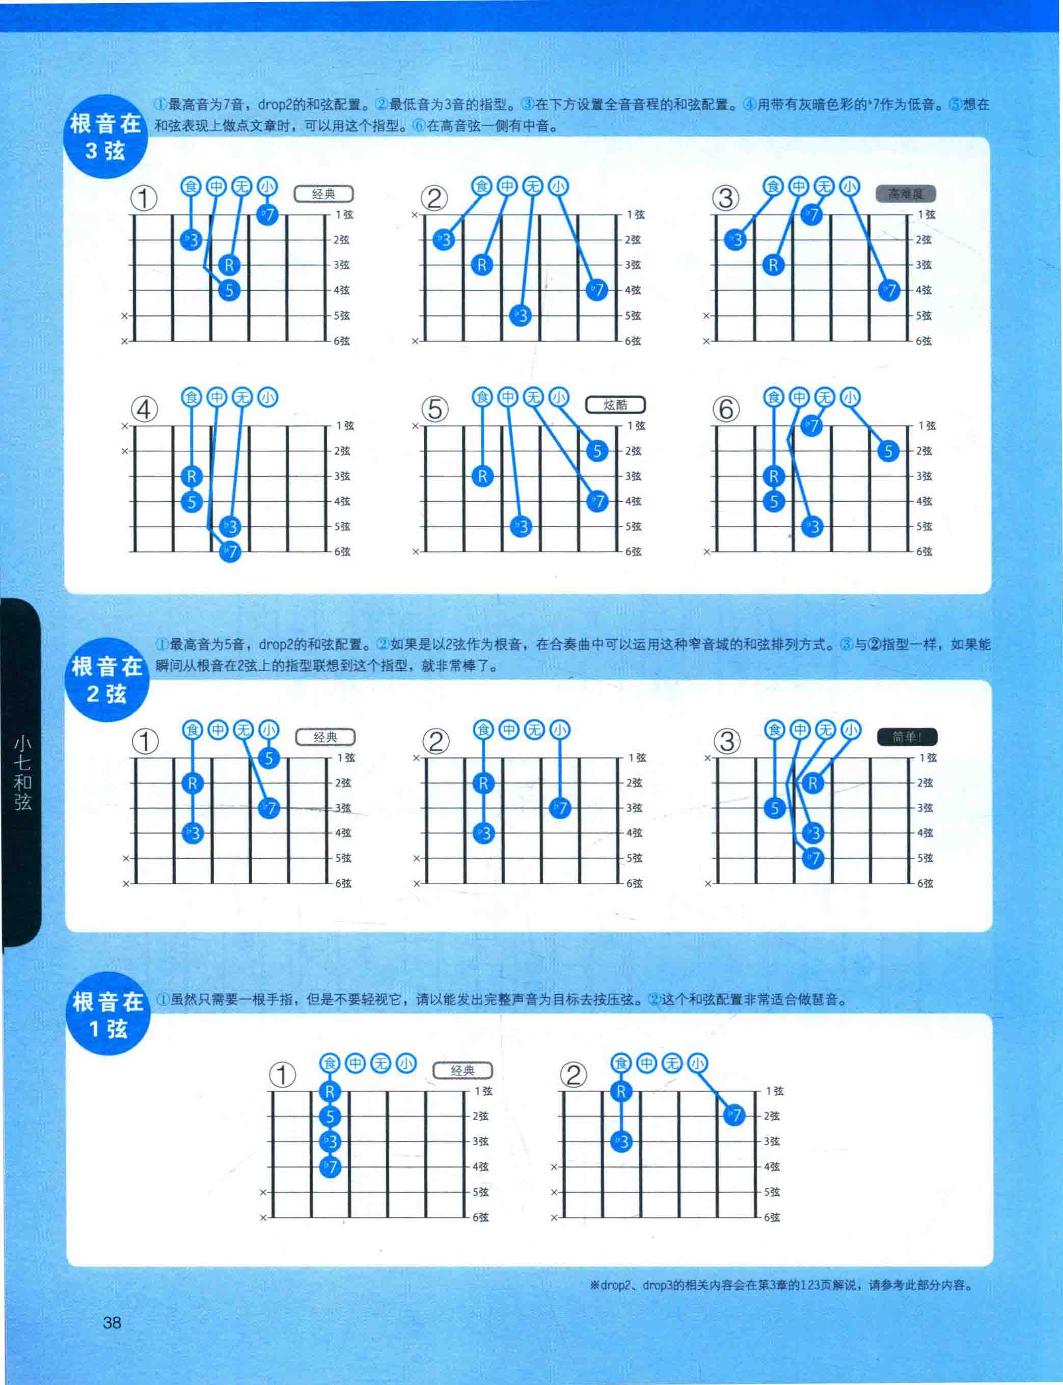 根音在
3弦
①最高音为7音，drop2的和弦配置。②最低音为3音的指型。③在下方设置全音音程的和弦配置。④用带有灰暗色彩的♭7作为低音。⑤想在
和弦表现上做点文章时，可以用这个指型。⑥在高音弦一侧有中音。
① 食 中 无 小 经典
♭7 1弦
♭3 2弦
R 3弦
5 4弦
× 5弦
× 6弦
② 食 中 无 小
× 1弦
♭3 2弦
R 3弦
♭7 4弦
♭3 5弦
× 6弦
③ 食 中 无 小 高难度
♭7 1弦
♭3 2弦
R 3弦
♭7 4弦
× 5弦
× 6弦
④ 食 中 无 小
× 1弦
× 2弦
R 3弦
5 4弦
♭3 5弦
♭7 6弦
⑤ 食 中 无 小 炫酷
× 1弦
5 2弦
R 3弦
♭7 4弦
♭3 5弦
× 6弦
⑥ 食 中 无 小
♭7 1弦
5 2弦
R 3弦
5 4弦
♭3 5弦
× 6弦
根音在
2弦
①最高音为5音，drop2的和弦配置。②如果是以2弦作为根音，在合奏曲中可以运用这种窄音域的和弦排列方式。③与②指型一样，如果能
瞬间从根音在2弦上的指型联想到这个指型，就非常棒了。
① 食 中 无 小 经典
5 1弦
R 2弦
♭7 3弦
♭3 4弦
× 5弦
× 6弦
② 食 中 无 小
× 1弦
R 2弦
♭7 3弦
♭3 4弦
× 5弦
× 6弦
③ 食 中 无 小 简单！
× 1弦
R 2弦
5 3弦
♭3 4弦
♭7 5弦
× 6弦
小七和弦
根音在
1弦
①虽然只需要一根手指，但是不要轻视它，请以能发出完整声音为目标去按压弦。②这个和弦配置非常适合做琶音。
① 食 中 无 小 经典
R 1弦
5 2弦
♭3 3弦
♭7 4弦
× 5弦
× 6弦
② 食 中 无 小
R 1弦
♭7 2弦
♭3 3弦
× 4弦
× 5弦
× 6弦
※drop2、drop3的相关内容会在第3章的123页解说，请参考此部分内容。
38